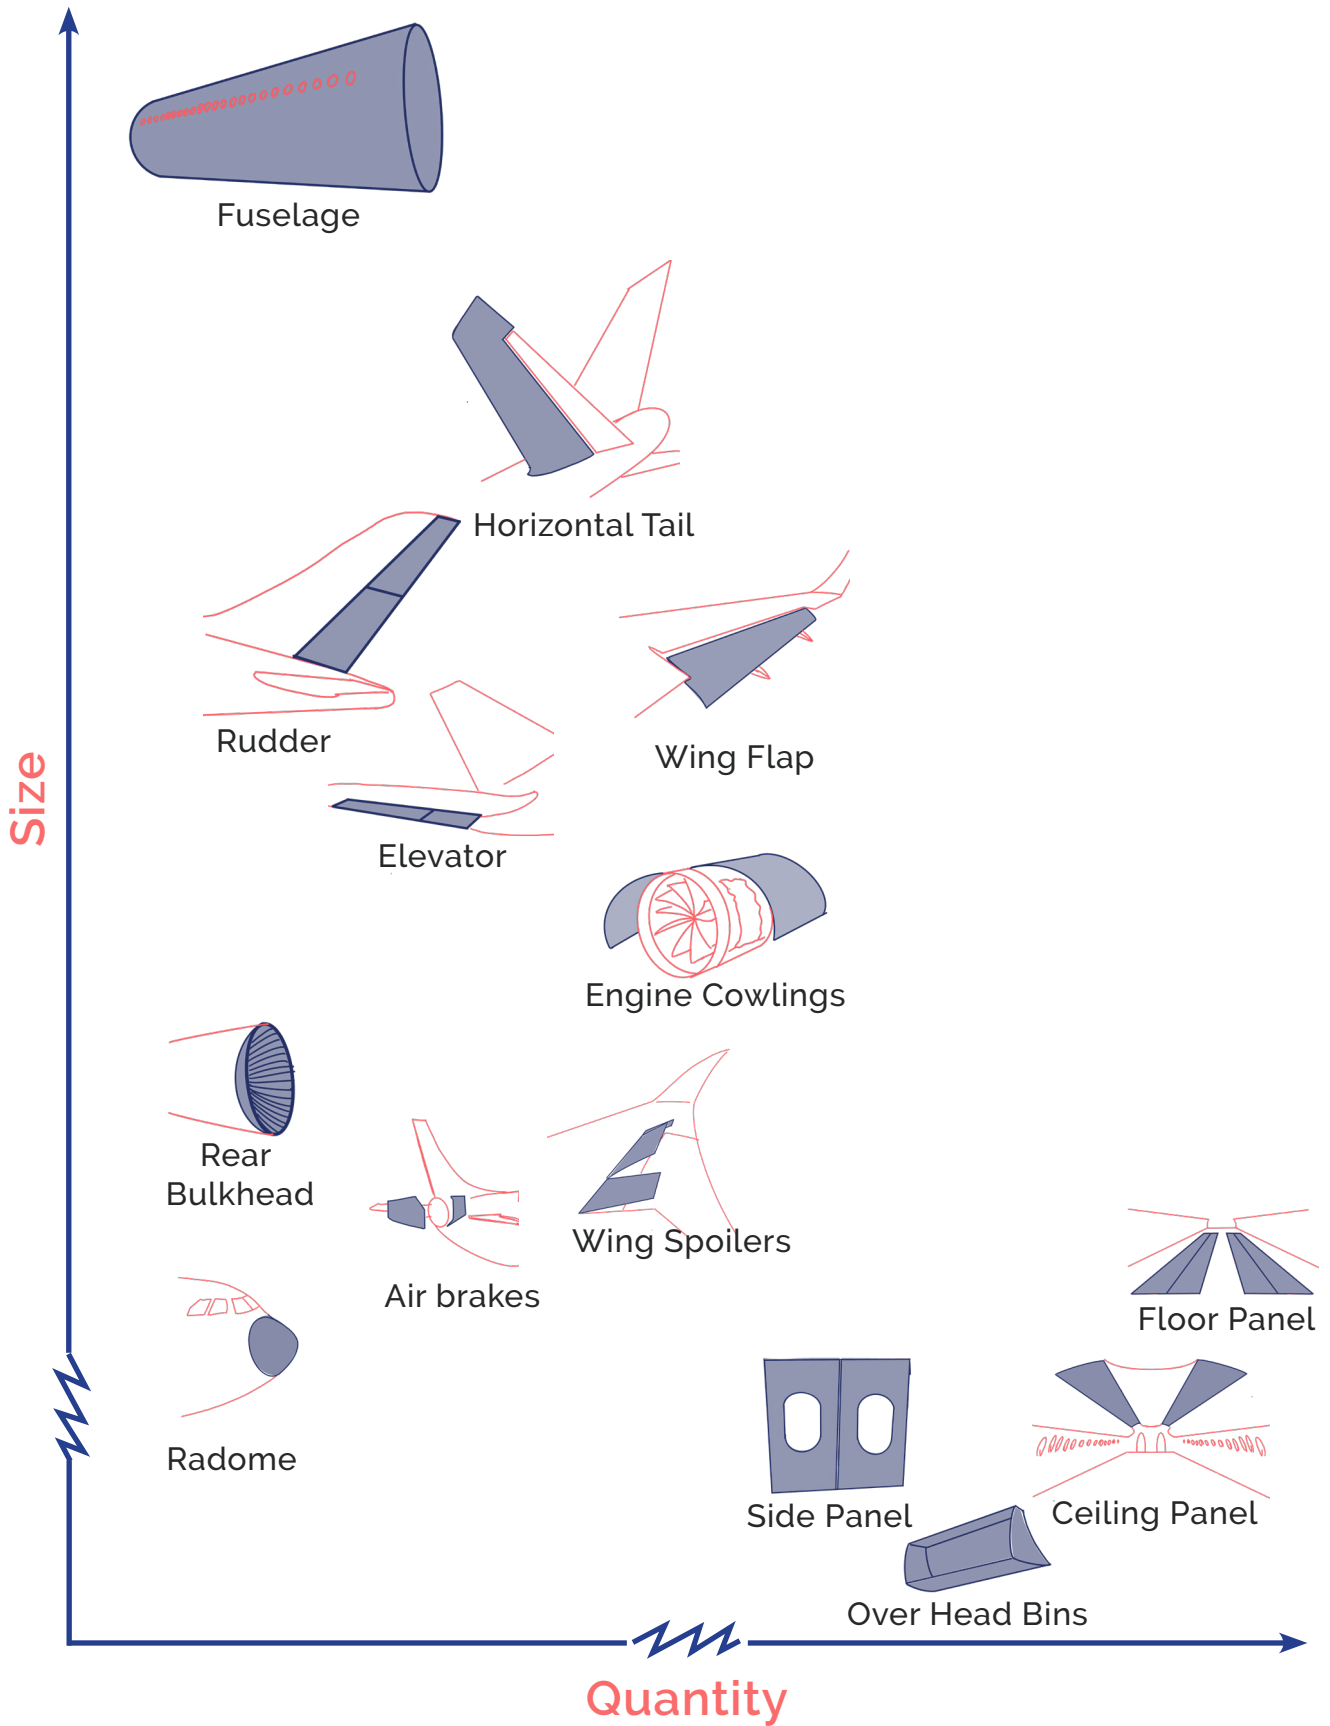 Fuselage
Horizontal Tail
Rudder
Wing Flap
Size
Elevator
Engine Cowlings
Rear
Bulkhead
Wing Spoilers
Air brakes
Floor Panel
Radome
Side Panel
Ceiling Panel
Over Head Bins
Quantity